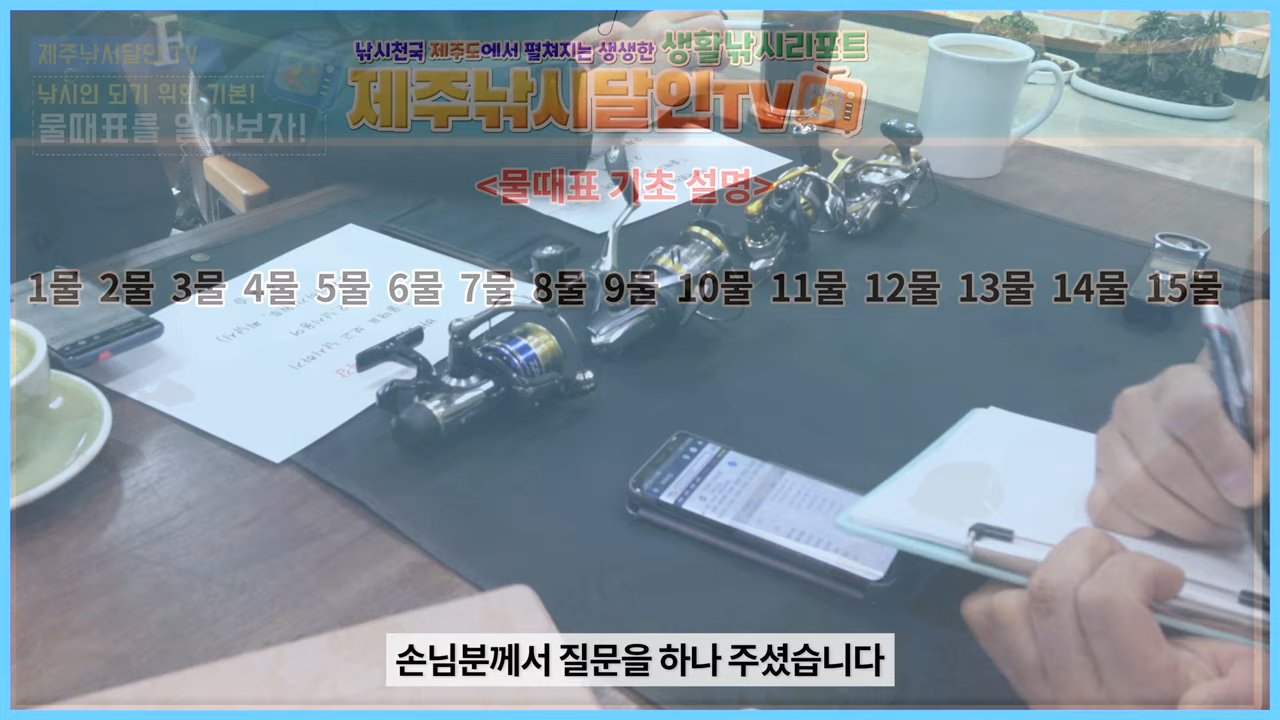 제주낚시달인TV
낚시인 되기 위한 기본!
물때표를 알아보자!
낚시천국 제주도에서 펼쳐지는 생생한 생활낚시리포트
제주낚시달인TV
<물때표 기초 설명>
1물 2물 3물 4물 5물 6물 7물 8물 9물 10물 11물 12물 13물 14물 15물
손님분께서 질문을 하나 주셨습니다